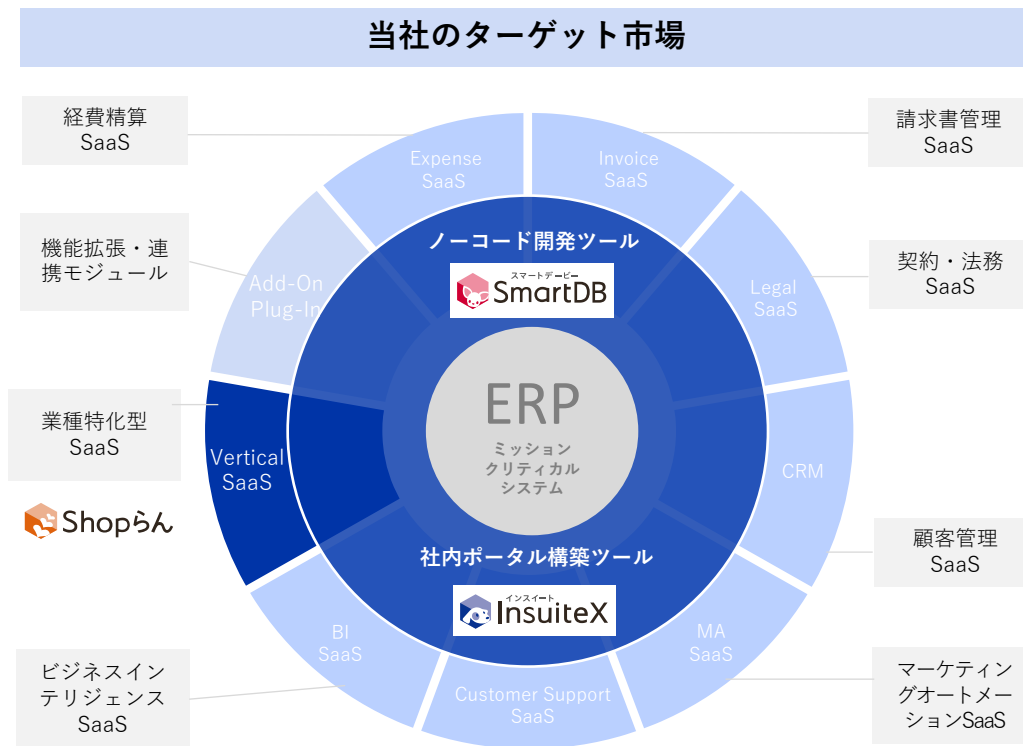 当社のターゲット市場
経費精算
SaaS
請求書管理
SaaS
Expense
SaaS
Invoice
SaaS
機能拡張・連
携モジュール
ノーコード開発ツール
スマートデービー
SmartDB
契約・法務
SaaS
Add-On
Plug-In
Legal
SaaS
ERP
ミッション
クリティカル
システム
業種特化型
SaaS
Vertical
SaaS
CRM
Shopらん
顧客管理
SaaS
社内ポータル構築ツール
インスイート
InsuiteX
BI
SaaS
MA
SaaS
ビジネスイン
テリジェンス
SaaS
Customer Support
SaaS
マーケティン
グオートメー
ションSaaS